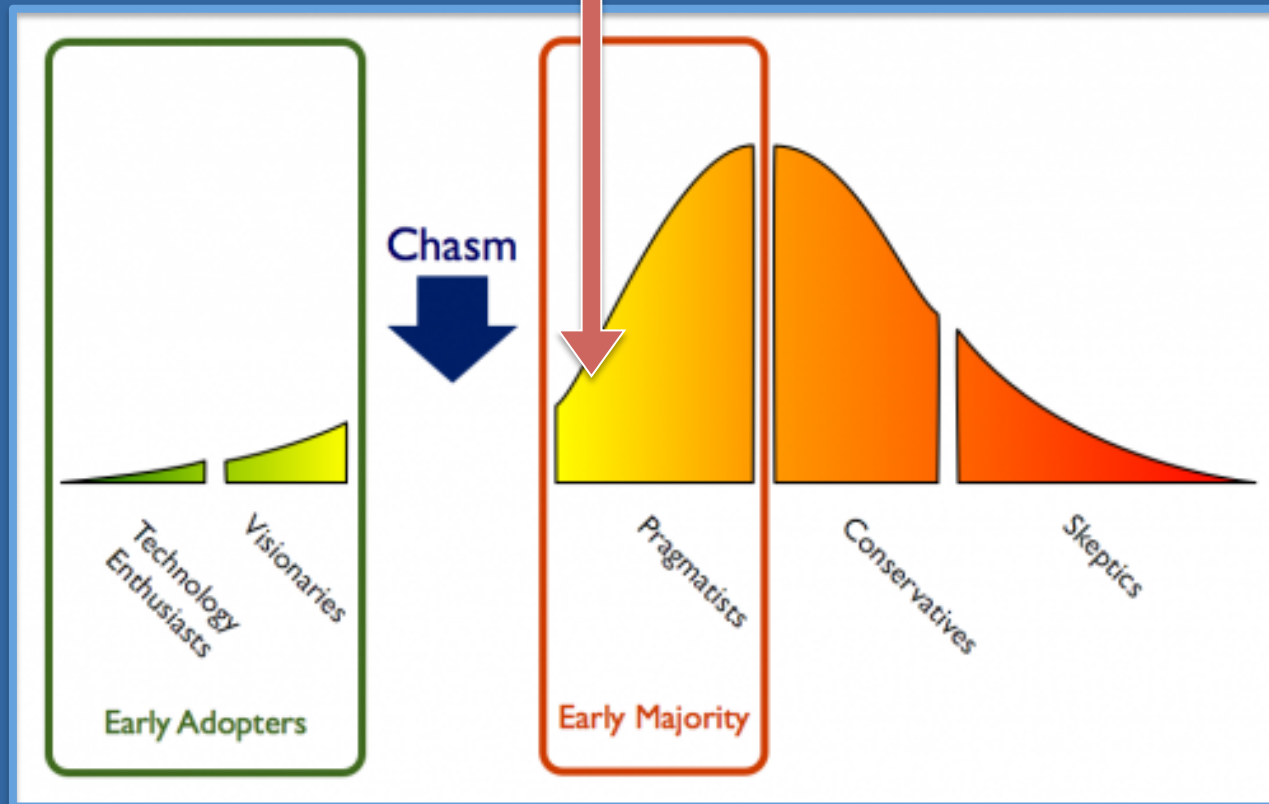 Chasm
Technology
Enthusiasts
Visionaries
Pragmatists
Conservatives
Skeptics
Early Adopters
Early Majority